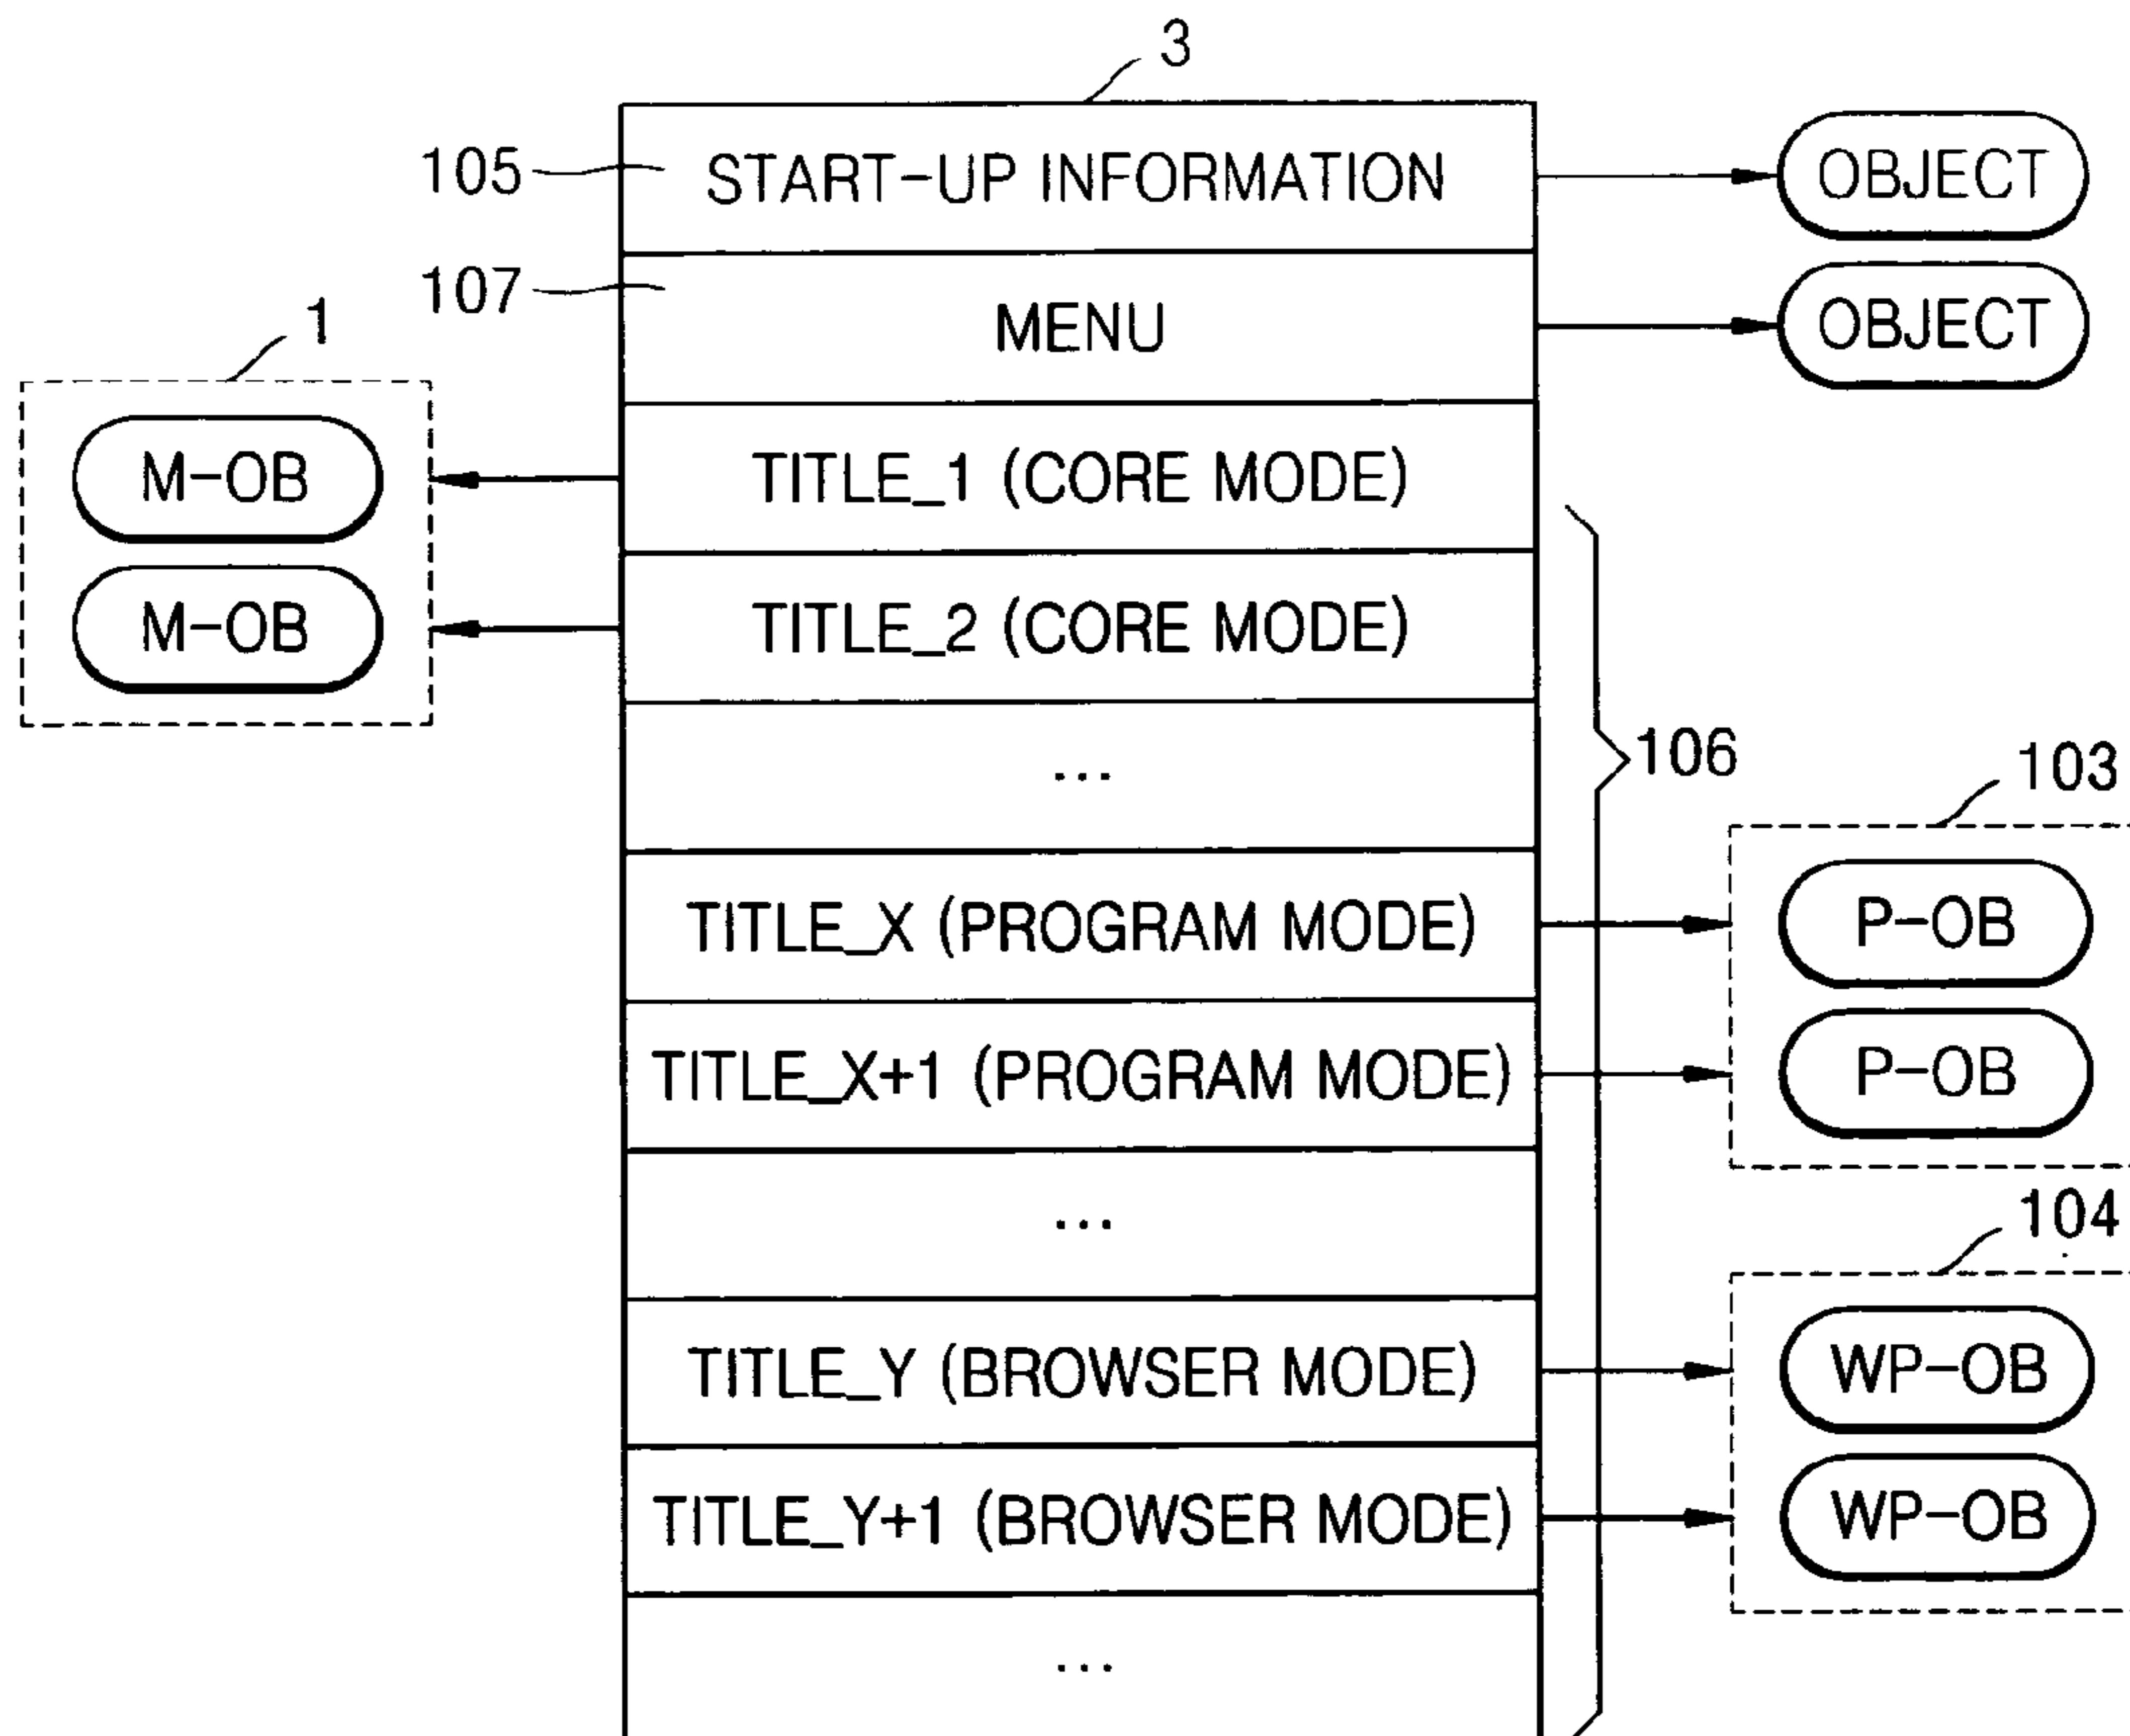 3
105
START-UP INFORMATION
OBJECT
107
MENU
OBJECT
1
M-OB
TITLE_1 (CORE MODE)
M-OB
TITLE_2 (CORE MODE)
...
106
103
TITLE_X (PROGRAM MODE)
P-OB
TITLE_X+1 (PROGRAM MODE)
P-OB
...
104
TITLE_Y (BROWSER MODE)
WP-OB
TITLE_Y+1 (BROWSER MODE)
WP-OB
...